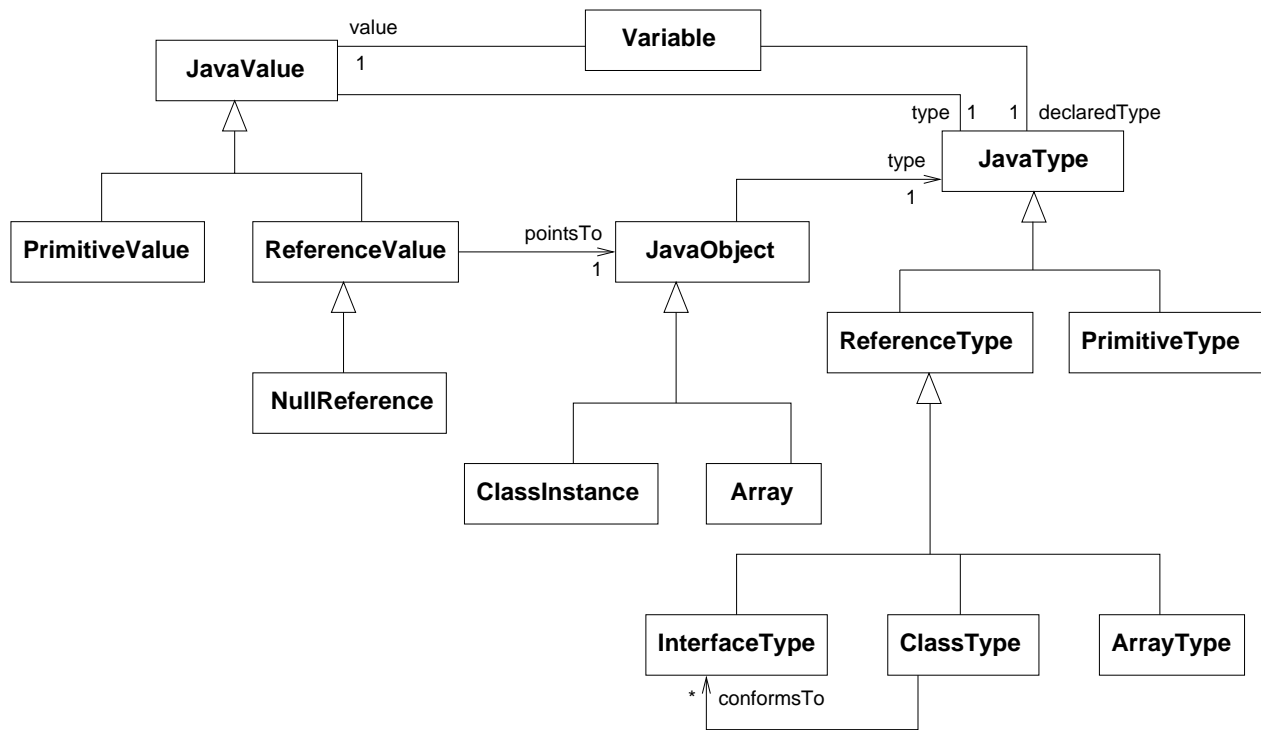 value
Variable
JavaValue
1
type
1
1
declaredType
type
JavaType
1
PrimitiveValue
ReferenceValue
pointsTo
JavaObject
1
ReferenceType
PrimitiveType
NullReference
ClassInstance
Array
InterfaceType
ClassType
ArrayType
*
conformsTo